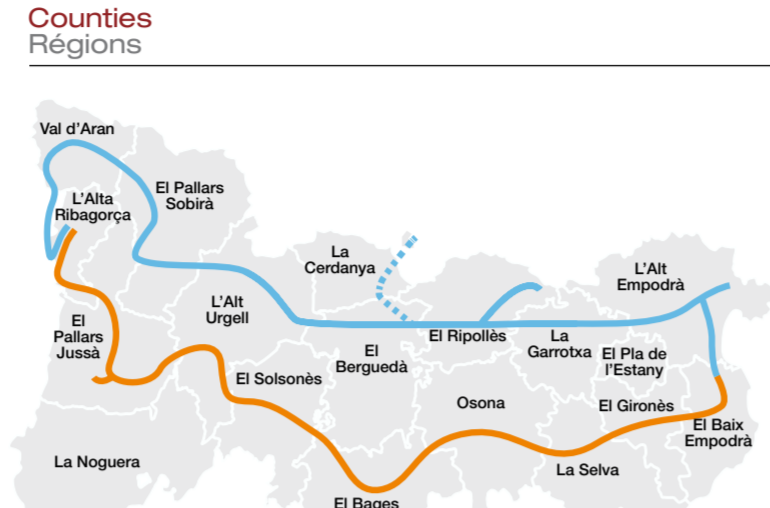 Counties
Régions
Val d'Aran
L'Alta
Ribagorça
El Pallars
Sobirà
La
Cerdanya
L'Alt
Empodrà
L'Alt
Urgell
El
Pallars
Jussà
El
Berguedà
El Ripollès
La
Garrotxa
El Pla de
l'Estany
El Solsonès
Osona
El Gironès
El Baix
Empodrà
La Noguera
La Selva
El Bages